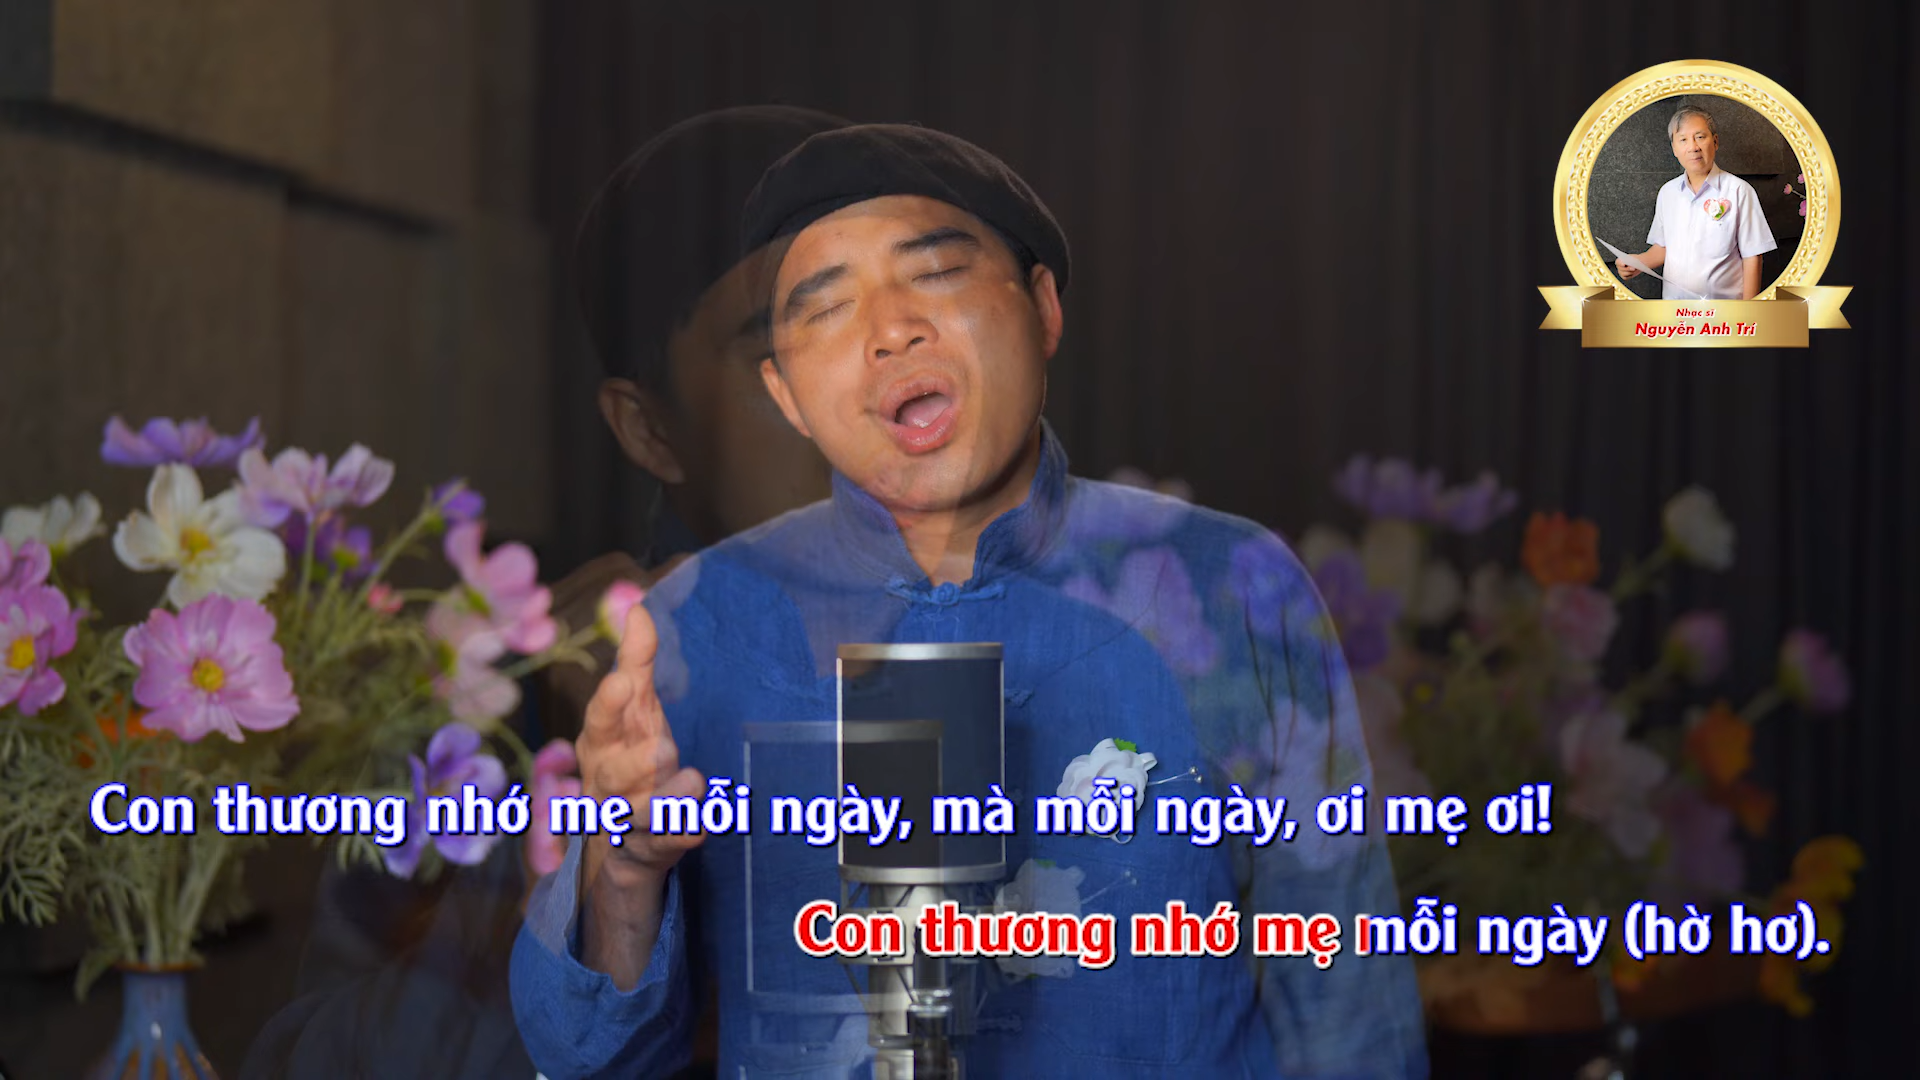 Nhạc sĩ
Nguyễn Anh Trí
Con thương nhớ mẹ mỗi ngày, mà mỗi ngày, ơi mẹ ơi!
Con thương nhớ mẹ mỗi ngày (hờ hơ).